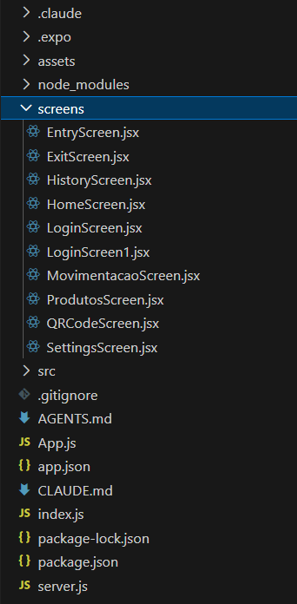 .claude
.expo
assets
node_modules
screens
EntryScreen.jsx
ExitScreen.jsx
HistoryScreen.jsx
HomeScreen.jsx
LoginScreen.jsx
LoginScreen1.jsx
MovimentacaoScreen.jsx
ProdutosScreen.jsx
QRCodeScreen.jsx
SettingsScreen.jsx
src
.gitignore
AGENTS.md
JS App.js
{} app.json
CLAUDE.md
JS index.js
{} package-lock.json
{} package.json
JS server.js